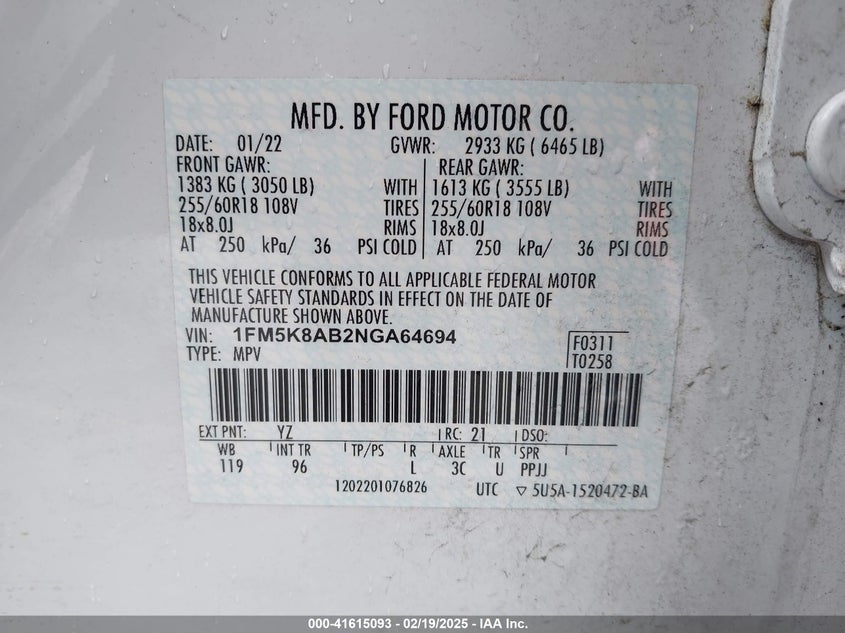 MFD. BY FORD MOTOR CO.
DATE: 01/22 GVWR: 2933 KG ( 6465 LB)
FRONT GAWR: REAR GAWR:
1383 KG ( 3050 LB) WITH 1613 KG ( 3555 LB) WITH
255/60R18 108V TIRES 255/60R18 108V TIRES
18x8.0J RIMS 18x8.0J RIMS
AT 250 kPa/ 36 PSI COLD AT 250 kPa/ 36 PSI COLD
THIS VEHICLE CONFORMS TO ALL APPLICABLE FEDERAL MOTOR
VEHICLE SAFETY STANDARDS IN EFFECT ON THE DATE OF
MANUFACTURE SHOWN ABOVE.
VIN: 1FM5K8AB2NGA64694 F0311
TYPE: MPV T0258
EXT PNT: YZ RC: 21 DSO:
WB INT TR TP/PS R AXLE TR SPR
119 96 L 3C U PPJJ
1202201076826 UTC ▽ 5U5A-1520472-BA
000-41615093 - 02/19/2025 - IAA Inc.